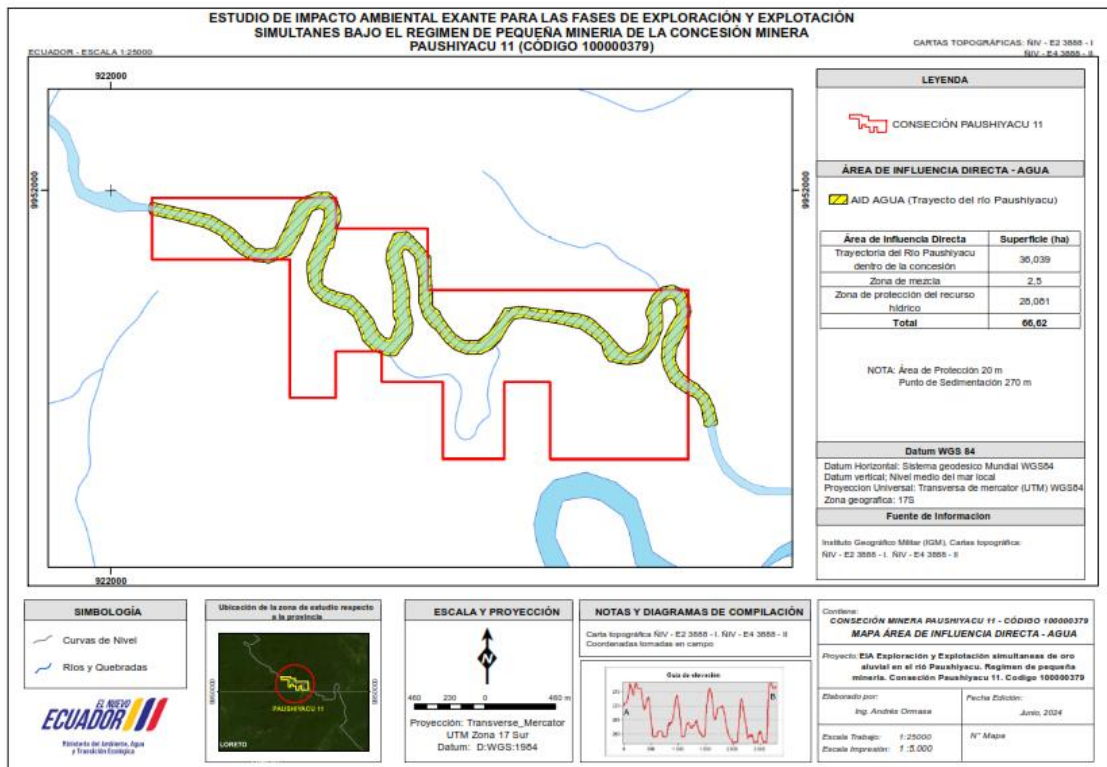 ESTUDIO DE IMPACTO AMBIENTAL EXANTE PARA LAS FASES DE EXPLORACIÓN Y EXPLOTACIÓN
SIMULTANES BAJO EL REGIMEN DE PEQUEÑA MINERIA DE LA CONCESIÓN MINERA
PAUSHIYACU 11 (CÓDIGO 100000379)
ECUADOR - ESCALA 1:25000
CARTAS TOPOGRÁFICAS: ÑIV - E2 3888 - I
ÑIV - E4 3888 - II
922000
9952000
9952000
922000
LEYENDA
CONSECIÓN PAUSHIYACU 11
ÁREA DE INFLUENCIA DIRECTA - AGUA
AID AGUA (Trayecto del río Paushiyacu)
Área de Influencia Directa Superficie (ha)
Trayectoria del Río Paushiyacu
dentro de la concesión 36,039
Zona de mezcla 2,5
Zona de protección del recurso
hídrico 28,081
Total 66,62
NOTA: Área de Protección 20 m
Punto de Sedimentación 270 m
Datum WGS 84
Datum Horizontal: Sistema geodesico Mundial WGS84
Datum vertical; Nivel medio del mar local
Proyeccion Universal: Transversa de mercator (UTM) WGS84
Zona geografica: 17S
Fuente de Informacion
Instituto Geográfico Militar (IGM), Cartas topográfica:
ÑIV - E2 3888 - I. ÑIV - E4 3888 - II
SIMBOLOGÍA
Curvas de Nivel
Ríos y Quebradas
EL NUEVO
ECUADOR
Ministerio del Ambiente, Agua
y Transición Ecológica
Ubicación de la zona de estudio respecto
a la provincia
PAUSHIYACU 11
LORETO
ESCALA Y PROYECCIÓN
N
460 230 0 460 m
Proyección: Transverse_Mercator
UTM Zona 17 Sur
Datum: D:WGS:1984
NOTAS Y DIAGRAMAS DE COMPILACIÓN
Carta topográfica ÑIV - E2 3888 - I. ÑIV - E4 3888 - II
Coordenadas tomadas en campo
Guia de elevación
A
B
Contiene:
CONSECIÓN MINERA PAUSHIYACU 11 - CÓDIGO 100000379
MAPA ÁREA DE INFLUENCIA DIRECTA - AGUA
Proyecto: EIA Exploración y Explotación simultaneas de oro
aluvial en el rió Paushiyacu. Regimen de pequeña
minería. Conseción Paushiyacu 11. Codigo 100000379
Elaborado por:
Ing. Andrés Ormasa
Fecha Edición:
Junio, 2024
Escala Trabajo: 1:25000
Escala Impresión: 1 :5.000
N° Mapa